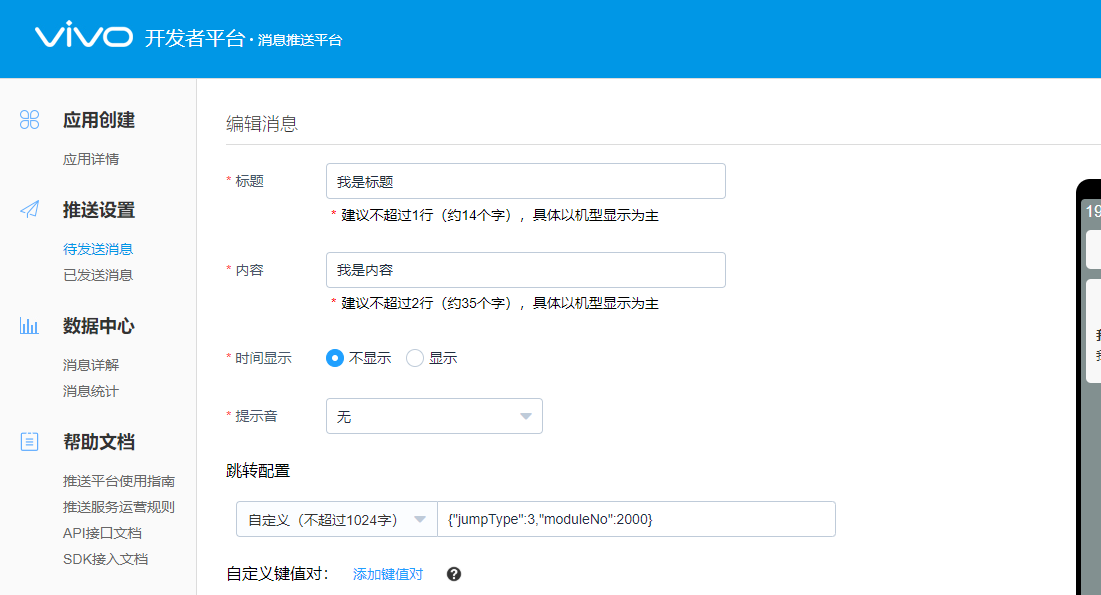 vivo 开发者平台·消息推送平台
应用创建
应用详情
推送设置
待发送消息
已发送消息
数据中心
消息详解
消息统计
帮助文档
推送平台使用指南
推送服务运营规则
API接口文档
SDK接入文档
编辑消息
* 标题 我是标题
* 建议不超过1行（约14个字），具体以机型显示为主
* 内容 我是内容
* 建议不超过2行（约35个字），具体以机型显示为主
* 时间显示 不显示 显示
* 提示音 无
跳转配置
自定义（不超过1024字） {"jumpType":3,"moduleNo":2000}
自定义键值对： 添加键值对 ?
19